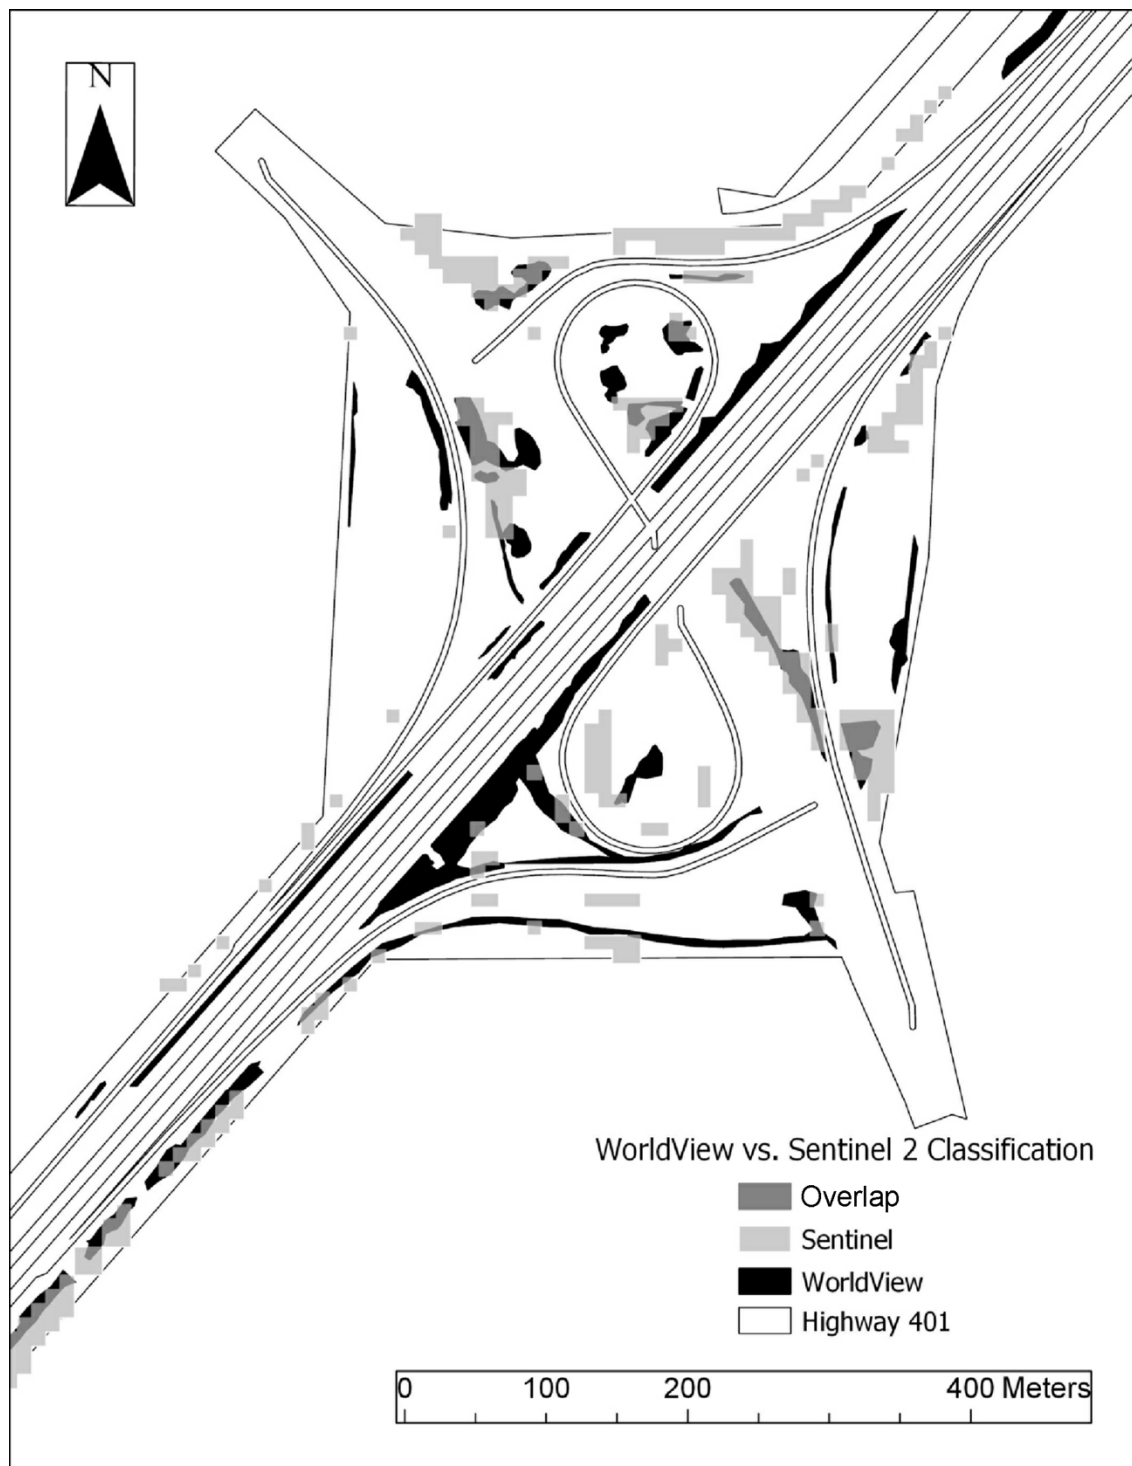 N
WorldView vs. Sentinel 2 Classification
Overlap
Sentinel
WorldView
Highway 401
0 100 200 400 Meters